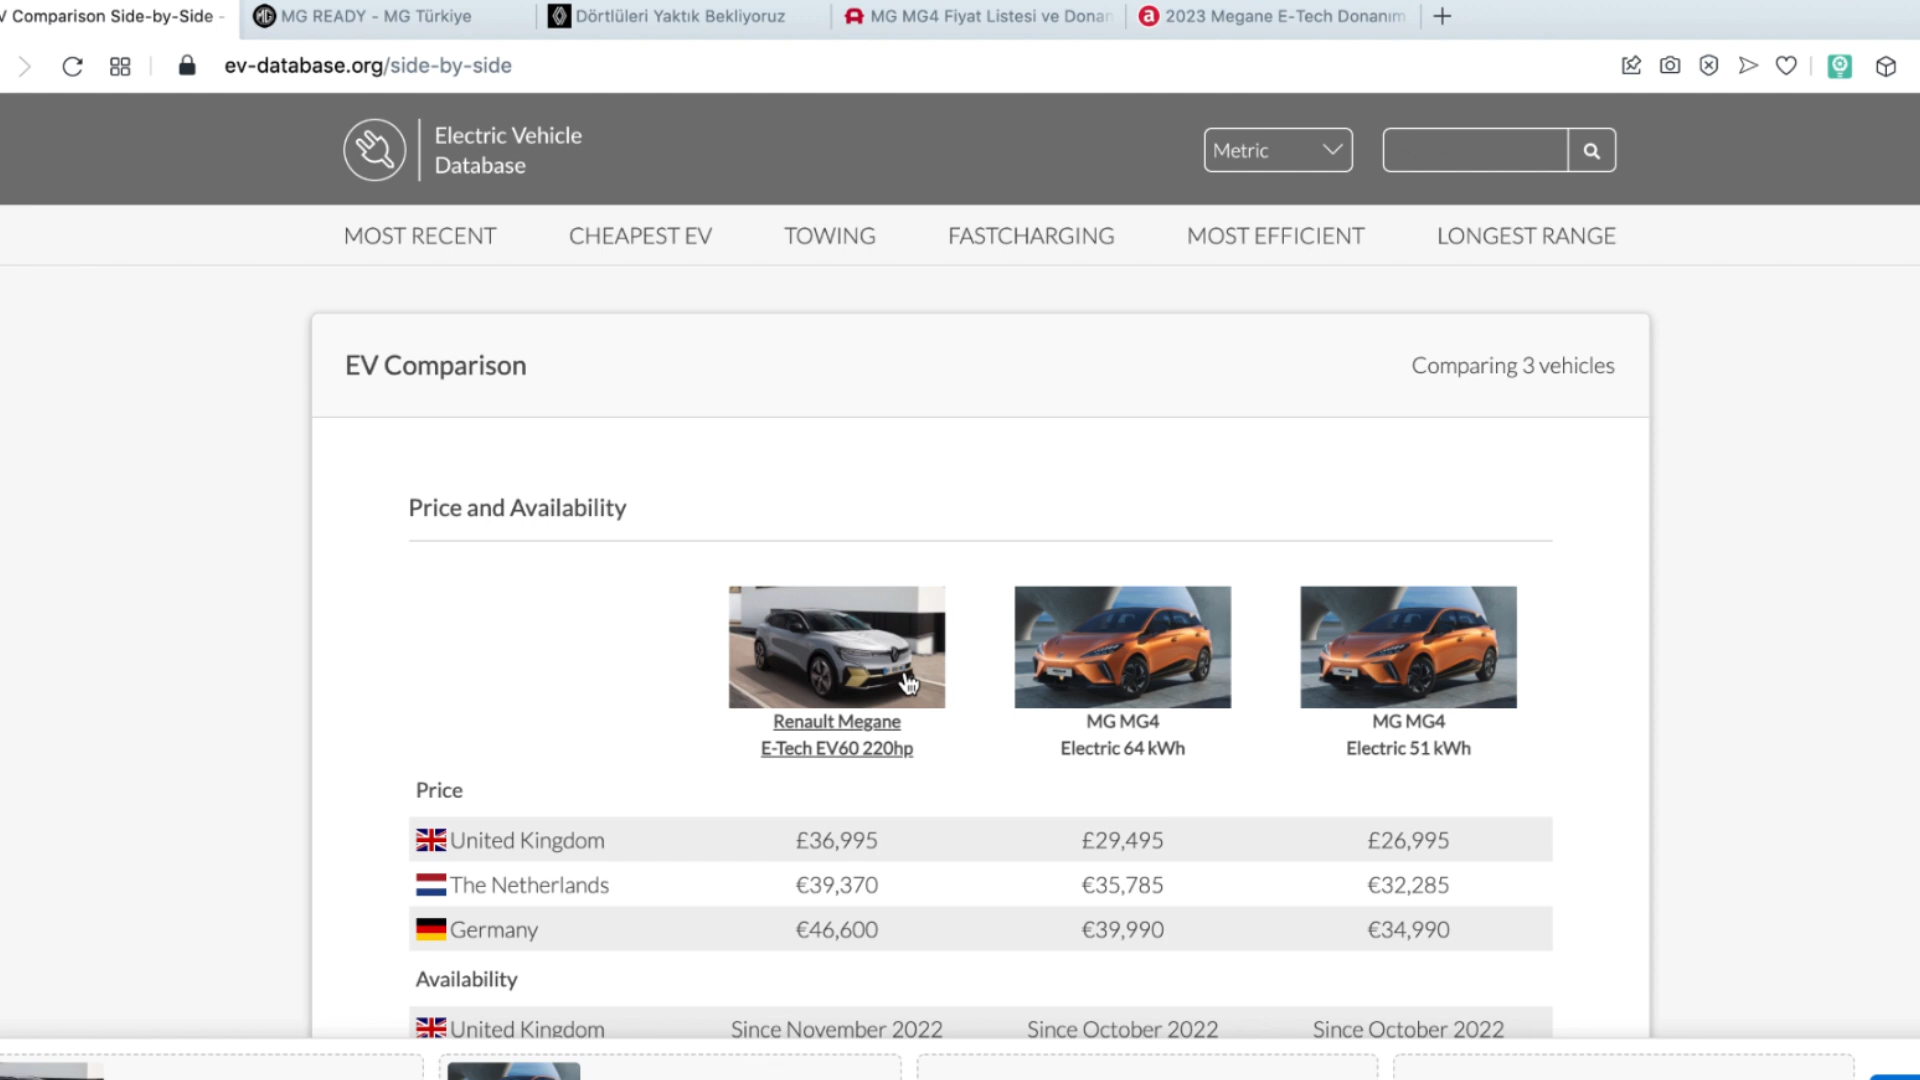 V Comparison Side-by-Side -
MG READY - MG Türkiye
Dörtlüleri Yaktık Bekliyoruz
MG MG4 Fiyat Listesi ve Donan
2023 Megane E-Tech Donanım
ev-database.org/side-by-side
Electric Vehicle
Database
Metric
MOST RECENT
CHEAPEST EV
TOWING
FASTCHARGING
MOST EFFICIENT
LONGEST RANGE
EV Comparison
Comparing 3 vehicles
Price and Availability
Renault Megane
E-Tech EV60 220hp
MG MG4
Electric 64 kWh
MG MG4
Electric 51 kWh
Price
United Kingdom £36,995 £29,495 £26,995
The Netherlands €39,370 €35,785 €32,285
Germany €46,600 €39,990 €34,990
Availability
United Kingdom Since November 2022 Since October 2022 Since October 2022